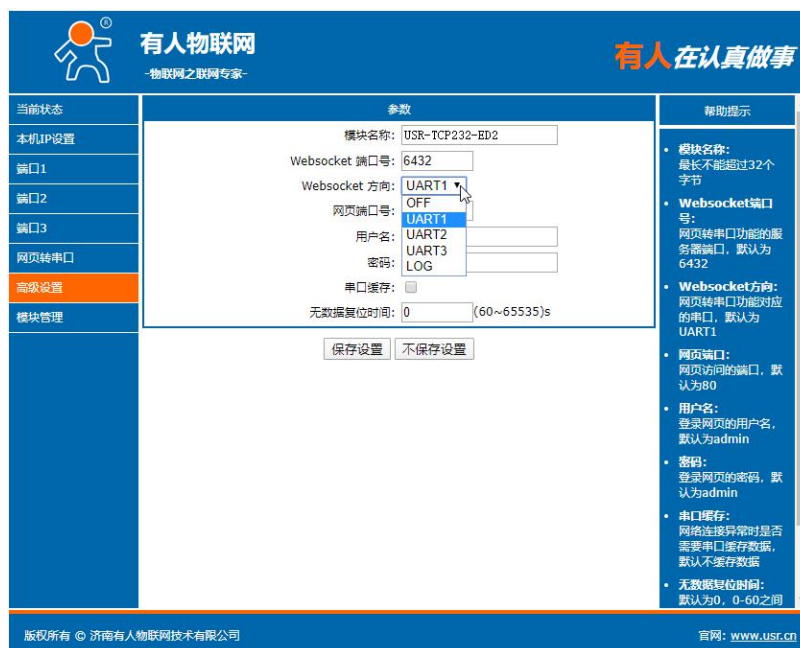 ®
有人物联网
-物联网之联网专家-
有人在认真做事
当前状态
本机IP设置
端口1
端口2
端口3
网页转串口
高级设置
模块管理
参数
模块名称: USR-TCP232-ED2
Websocket 端口号: 6432
Websocket 方向: UART1
OFF
UART1
UART2
UART3
LOG
网页端口号:
用户名:
密码:
串口缓存:
无数据复位时间: 0 (60~65535)s
保存设置 不保存设置
帮助提示
• 模块名称:
最长不能超过32个
字节
• Websocket端口
号:
网页转串口功能的服
务器端口，默认为
6432
• Websocket方向:
网页转串口功能对应
的串口，默认为
UART1
• 网页端口:
网页访问的端口，默
认为80
• 用户名:
登录网页的用户名，
默认为admin
• 密码:
登录网页的密码，默
认为admin
• 串口缓存:
网络连接异常时是否
需要串口缓存数据，
默认不缓存数据
• 无数据复位时间:
默认为0，0-60之间
版权所有 © 济南有人物联网技术有限公司
官网: www.usr.cn